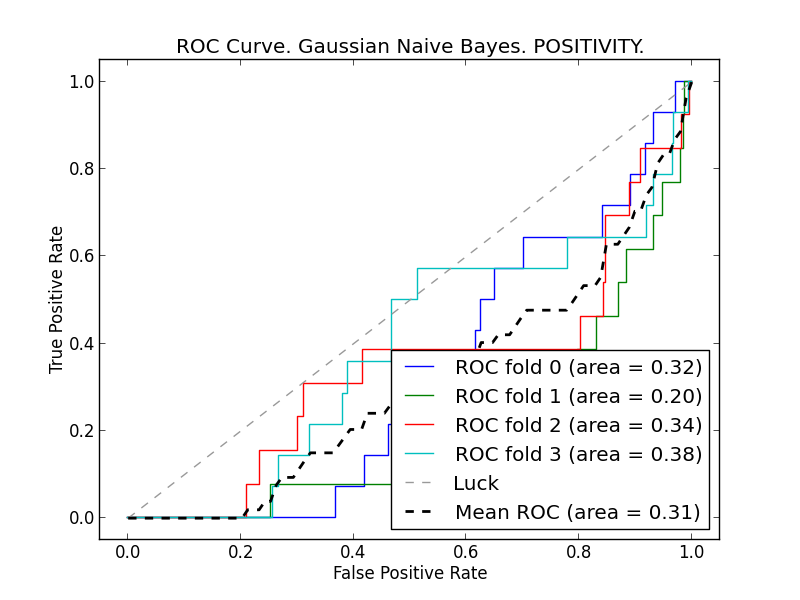 ROC Curve. Gaussian Naive Bayes. POSITIVITY.
True Positive Rate
1.0
0.8
0.6
0.4
0.2
0.0
ROC fold 0 (area = 0.32)
ROC fold 1 (area = 0.20)
ROC fold 2 (area = 0.34)
ROC fold 3 (area = 0.38)
Luck
Mean ROC (area = 0.31)
0.0 0.2 0.4 0.6 0.8 1.0
False Positive Rate